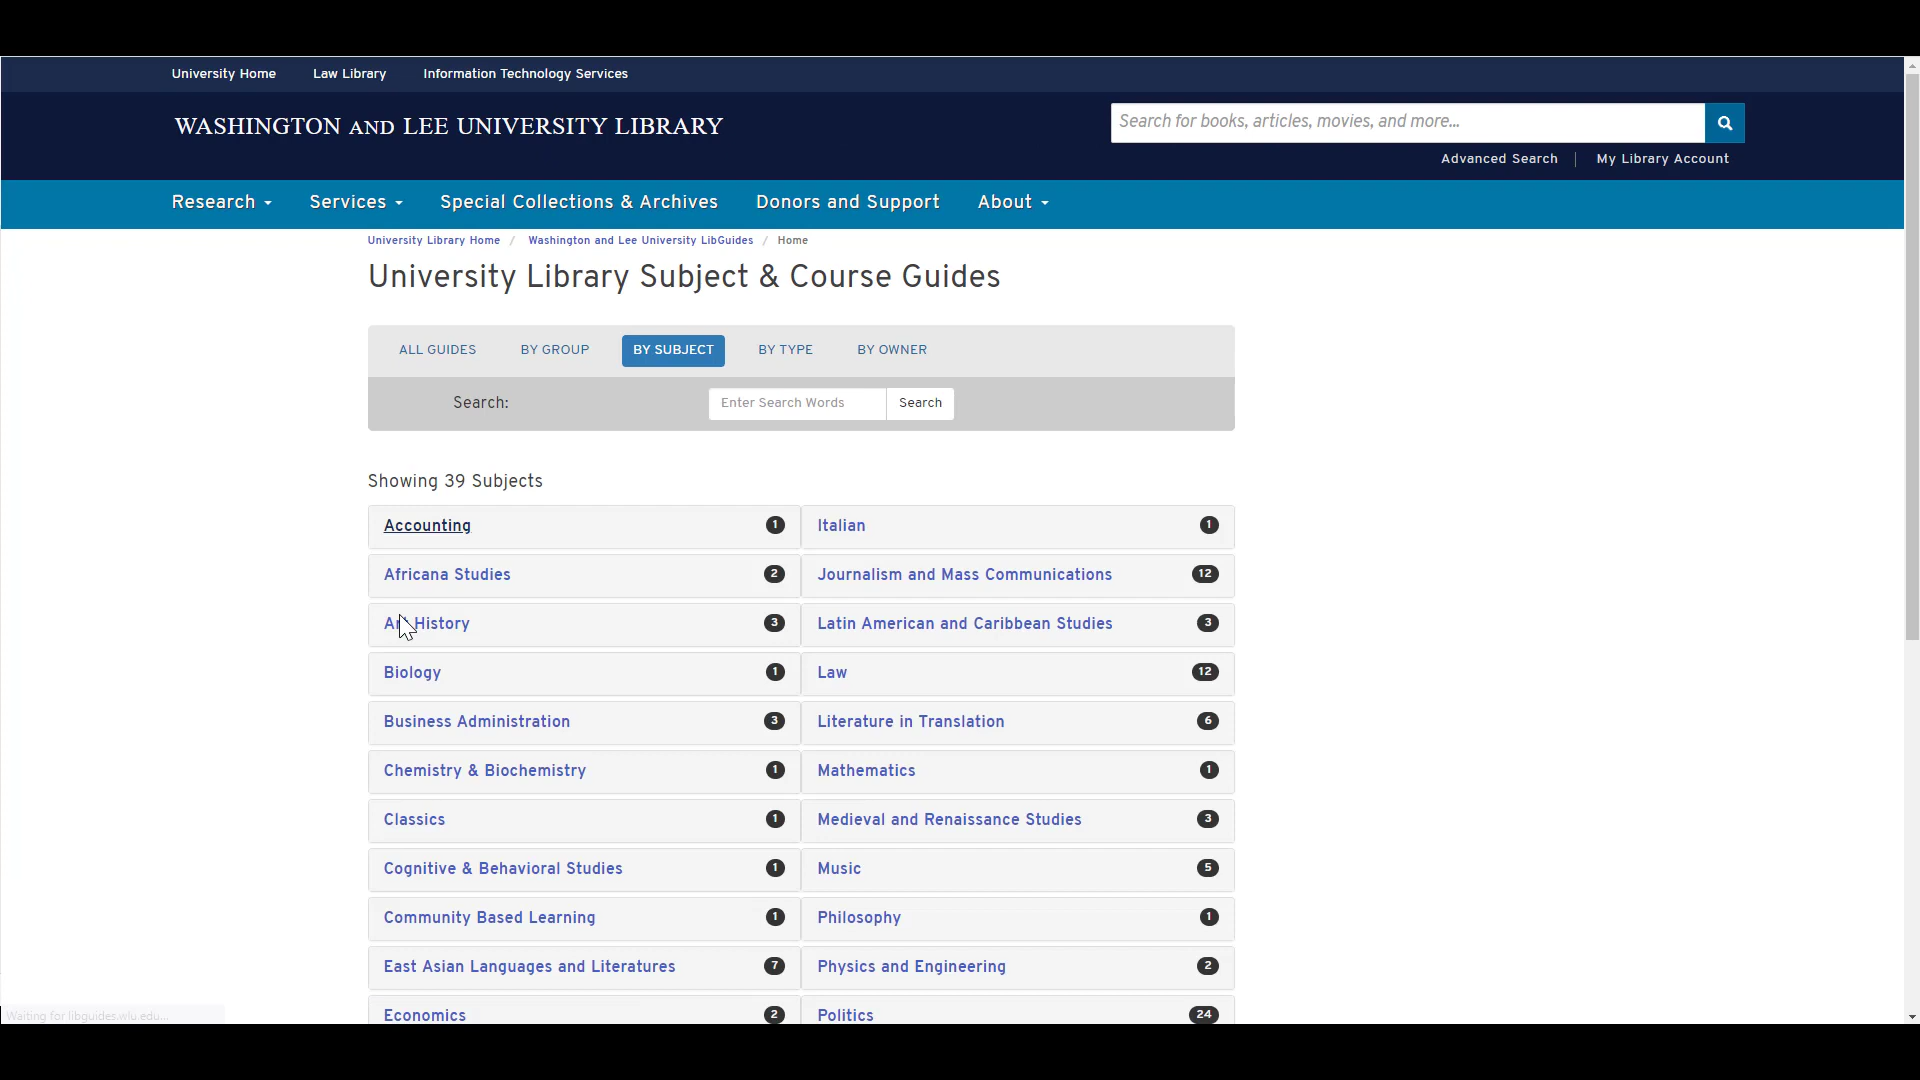 University Home Law Library Information Technology Services
WASHINGTON AND LEE UNIVERSITY LIBRARY
Search for books, articles, movies, and more...
Advanced Search | My Library Account
Research Services Special Collections & Archives Donors and Support About
University Library Home / Washington and Lee University LibGuides / Home
University Library Subject & Course Guides
ALL GUIDES BY GROUP BY SUBJECT BY TYPE BY OWNER
Search: Enter Search Words Search
Showing 39 Subjects
Accounting 1 Italian 1
Africana Studies 2 Journalism and Mass Communications 12
Art History 3 Latin American and Caribbean Studies 3
Biology 1 Law 12
Business Administration 3 Literature in Translation 6
Chemistry & Biochemistry 1 Mathematics 1
Classics 1 Medieval and Renaissance Studies 3
Cognitive & Behavioral Studies 1 Music 5
Community Based Learning 1 Philosophy 1
East Asian Languages and Literatures 7 Physics and Engineering 2
Economics 2 Politics 24
Waiting for libguides.wlu.edu...